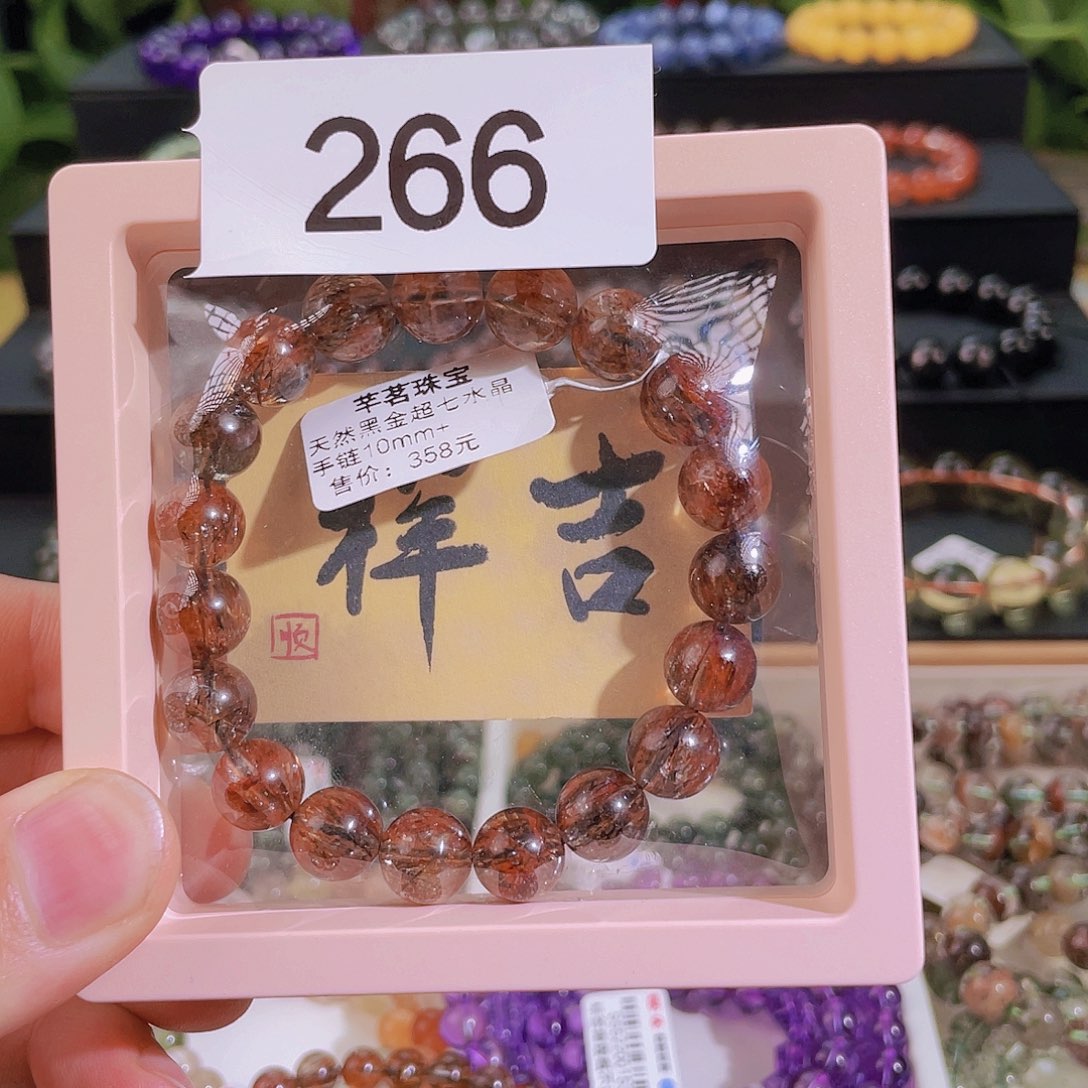 266
芊茗珠宝
天然黑金超七水晶
手链10mm+
售价：358元
祥吉
顺